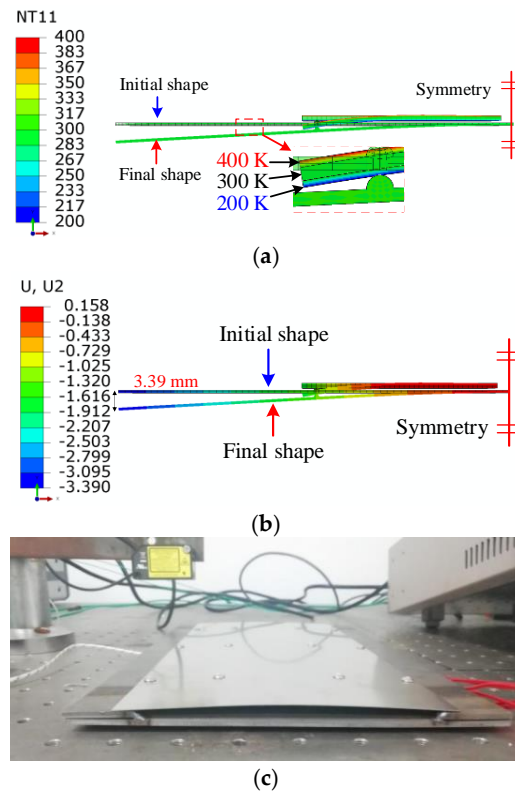 NT11
400
383
367
350
333
317
300
283
267
250
233
217
200
Initial shape
Final shape
Symmetry
400 K
300 K
200 K
(a)
U, U2
0.158
-0.138
-0.433
-0.729
-1.025
-1.320
-1.616
-1.912
-2.207
-2.503
-2.799
-3.095
-3.390
Initial shape
3.39 mm
Final shape
Symmetry
(b)
(c)